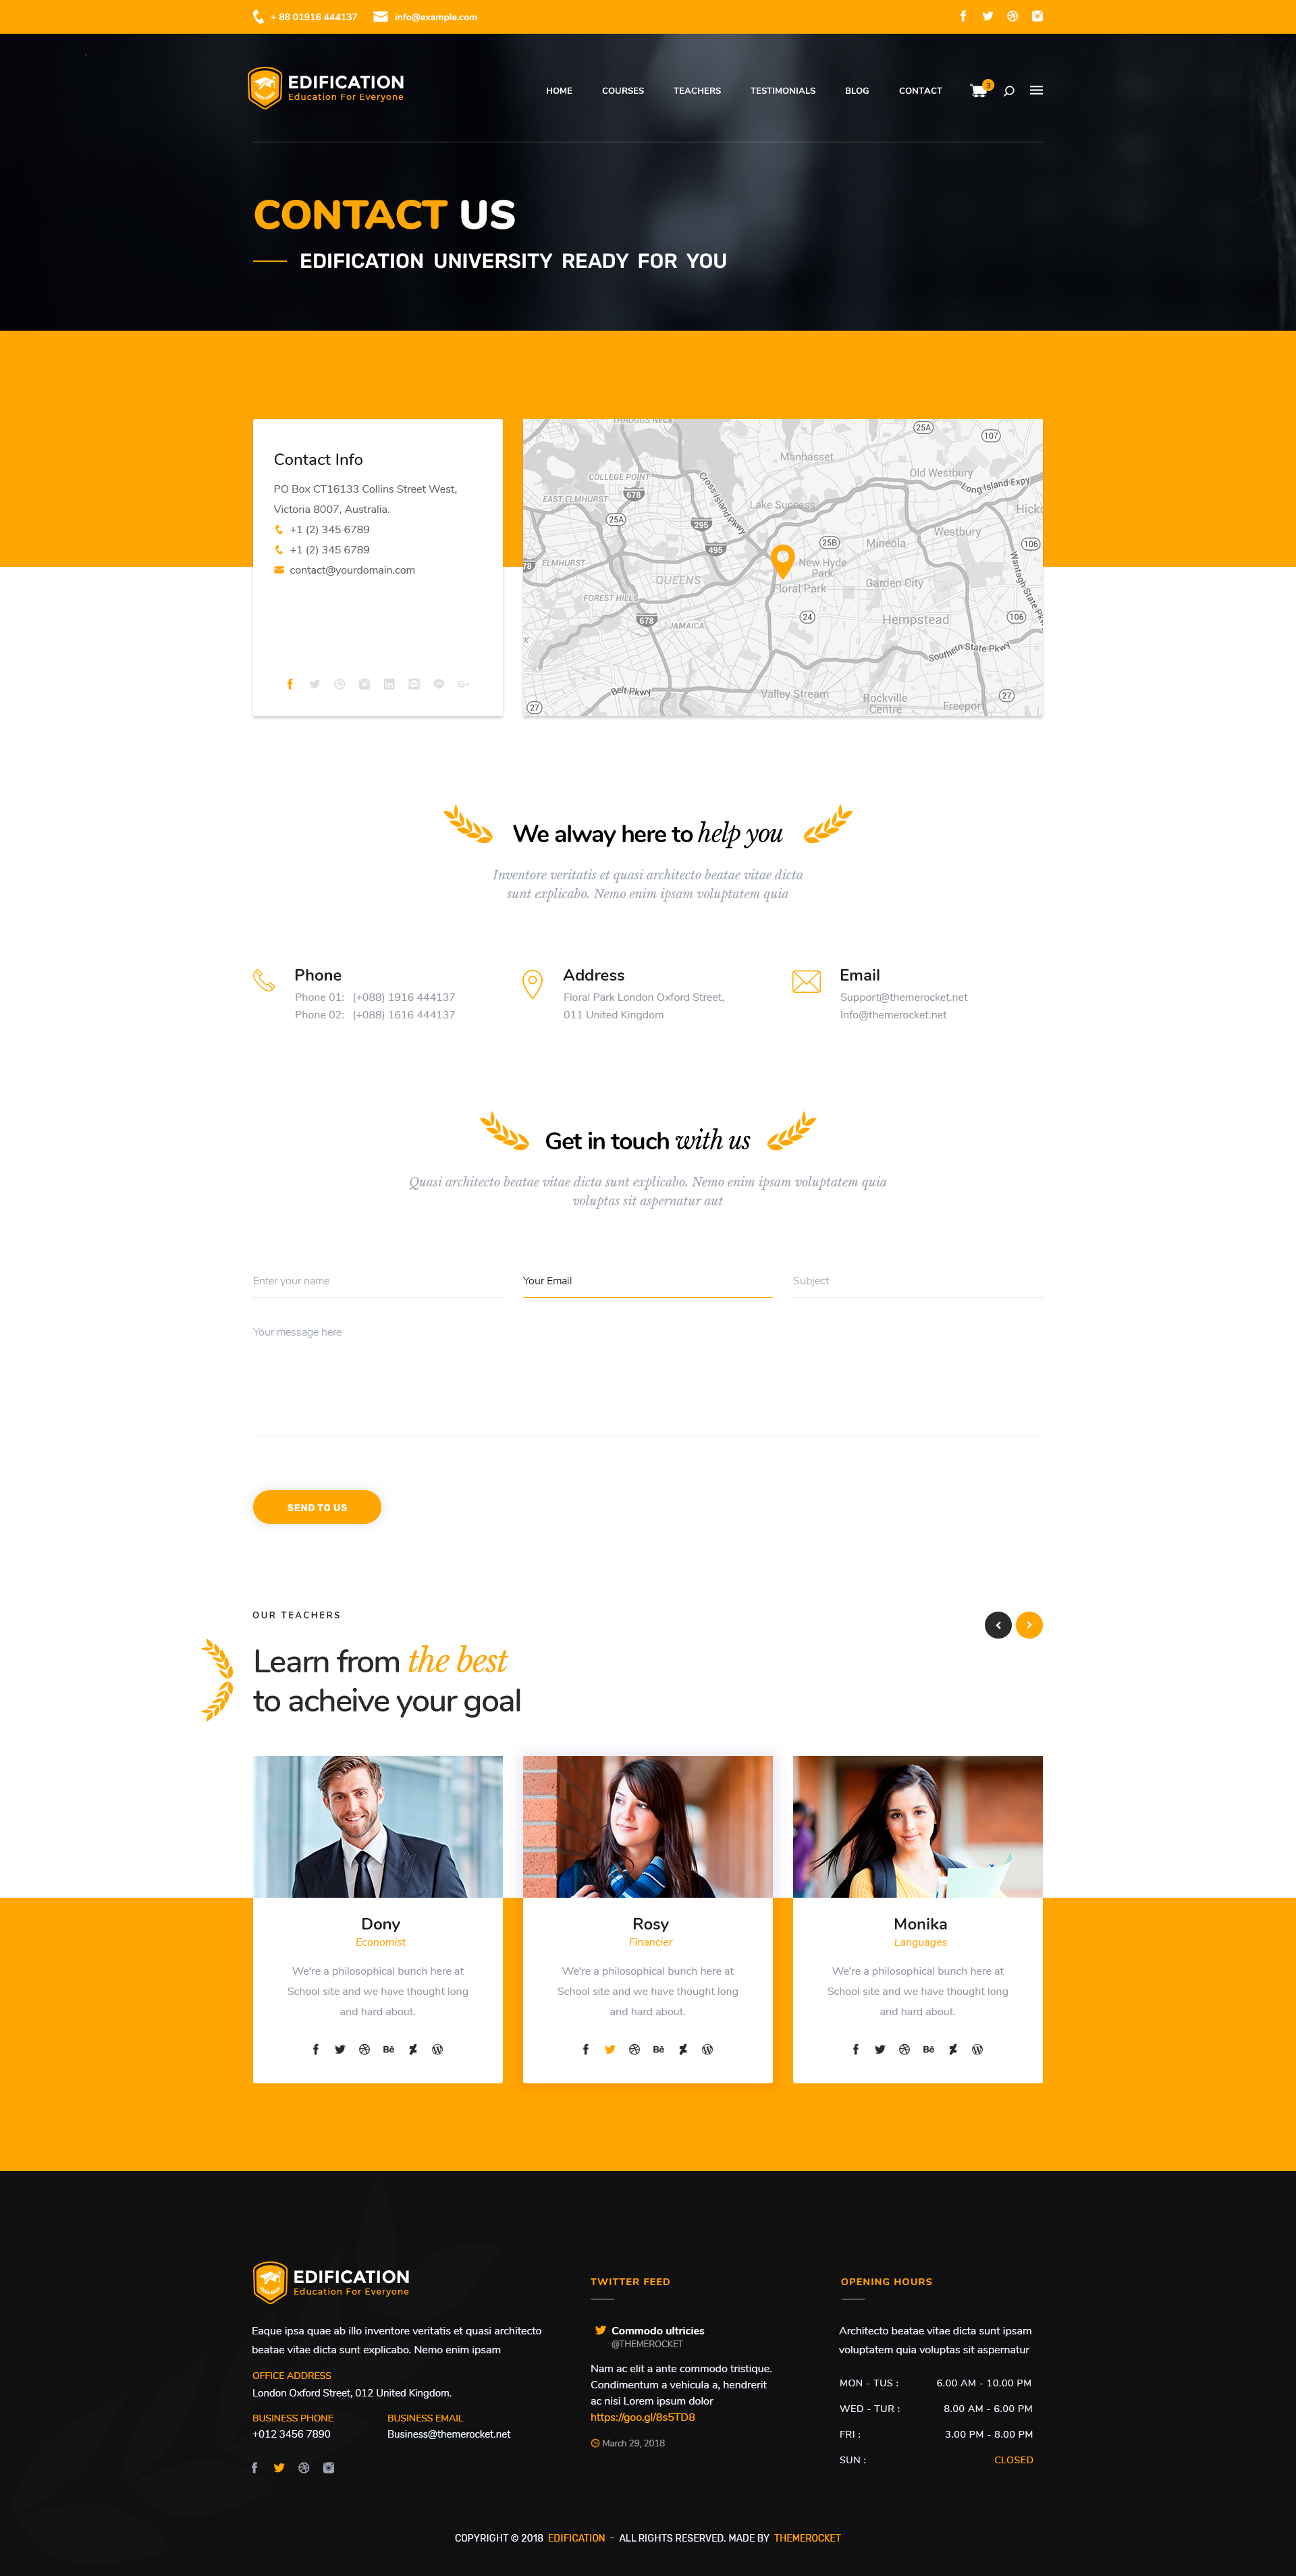 + 88 01916 444137 info@example.com
EDIFICATION
Education For Everyone
HOME COURSES TEACHERS TESTIMONIALS BLOG CONTACT 3
CONTACT US
EDIFICATION UNIVERSITY READY FOR YOU
Contact Info
PO Box CT16133 Collins Street West,
Victoria 8007, Australia.
+1 (2) 345 6789
+1 (2) 345 6789
contact@yourdomain.com
THROGGS NECK
25A
107
Manhasset
Old Westbury
COLLEGE POINT
Long Island Expy
Cross Island Pkwy
EAST ELMHURST
678
Lake Success
Hicks
25A
295
Westbury
25B
Mineola
106
495
ELMHURST
78
New Hyde
Park
QUEENS
Garden City
Wantagh State Pkwy
Floral Park
FOREST HILLS
678
24
Hempstead
106
JAMAICA
Southern State Pkwy
Belt Pkwy
Valley Stream
Rockville
Centre
27
Freeport
27
We alway here to help you
Inventore veritatis et quasi architecto beatae vitae dicta
sunt explicabo. Nemo enim ipsam voluptatem quia
Phone
Phone 01: (+088) 1916 444137
Phone 02: (+088) 1616 444137
Address
Floral Park London Oxford Street,
011 United Kingdom
Email
Support@themerocket.net
Info@themerocket.net
Get in touch with us
Quasi architecto beatae vitae dicta sunt explicabo. Nemo enim ipsam voluptatem quia
voluptas sit aspernatur aut
Enter your name
Your Email
Subject
Your message here
SEND TO US
OUR TEACHERS
Learn from the best
to acheive your goal
Dony
Economist
We're a philosophical bunch here at
School site and we have thought long
and hard about.
Bē
Rosy
Financier
We're a philosophical bunch here at
School site and we have thought long
and hard about.
Bē
Monika
Languages
We're a philosophical bunch here at
School site and we have thought long
and hard about.
Bē
EDIFICATION
Education For Everyone
Eaque ipsa quae ab illo inventore veritatis et quasi architecto
beatae vitae dicta sunt explicabo. Nemo enim ipsam
OFFICE ADDRESS
London Oxford Street, 012 United Kingdom.
BUSINESS PHONE
+012 3456 7890
BUSINESS EMAIL
Business@themerocket.net
TWITTER FEED
Commodo ultricies
@THEMEROCKET
Nam ac elit a ante commodo tristique.
Condimentum a vehicula a, hendrerit
ac nisi Lorem ipsum dolor
https://goo.gl/8s5TD8
March 29, 2018
OPENING HOURS
Architecto beatae vitae dicta sunt ipsam
voluptatem quia voluptas sit aspernatur
MON - TUS : 6.00 AM - 10.00 PM
WED - TUR : 8.00 AM - 6.00 PM
FRI : 3.00 PM - 8.00 PM
SUN : CLOSED
COPYRIGHT © 2018 EDIFICATION - ALL RIGHTS RESERVED. MADE BY THEMEROCKET